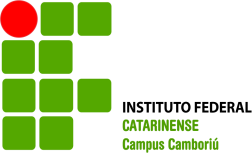 INSTITUTO FEDERAL
CATARINENSE
Campus Camboriú